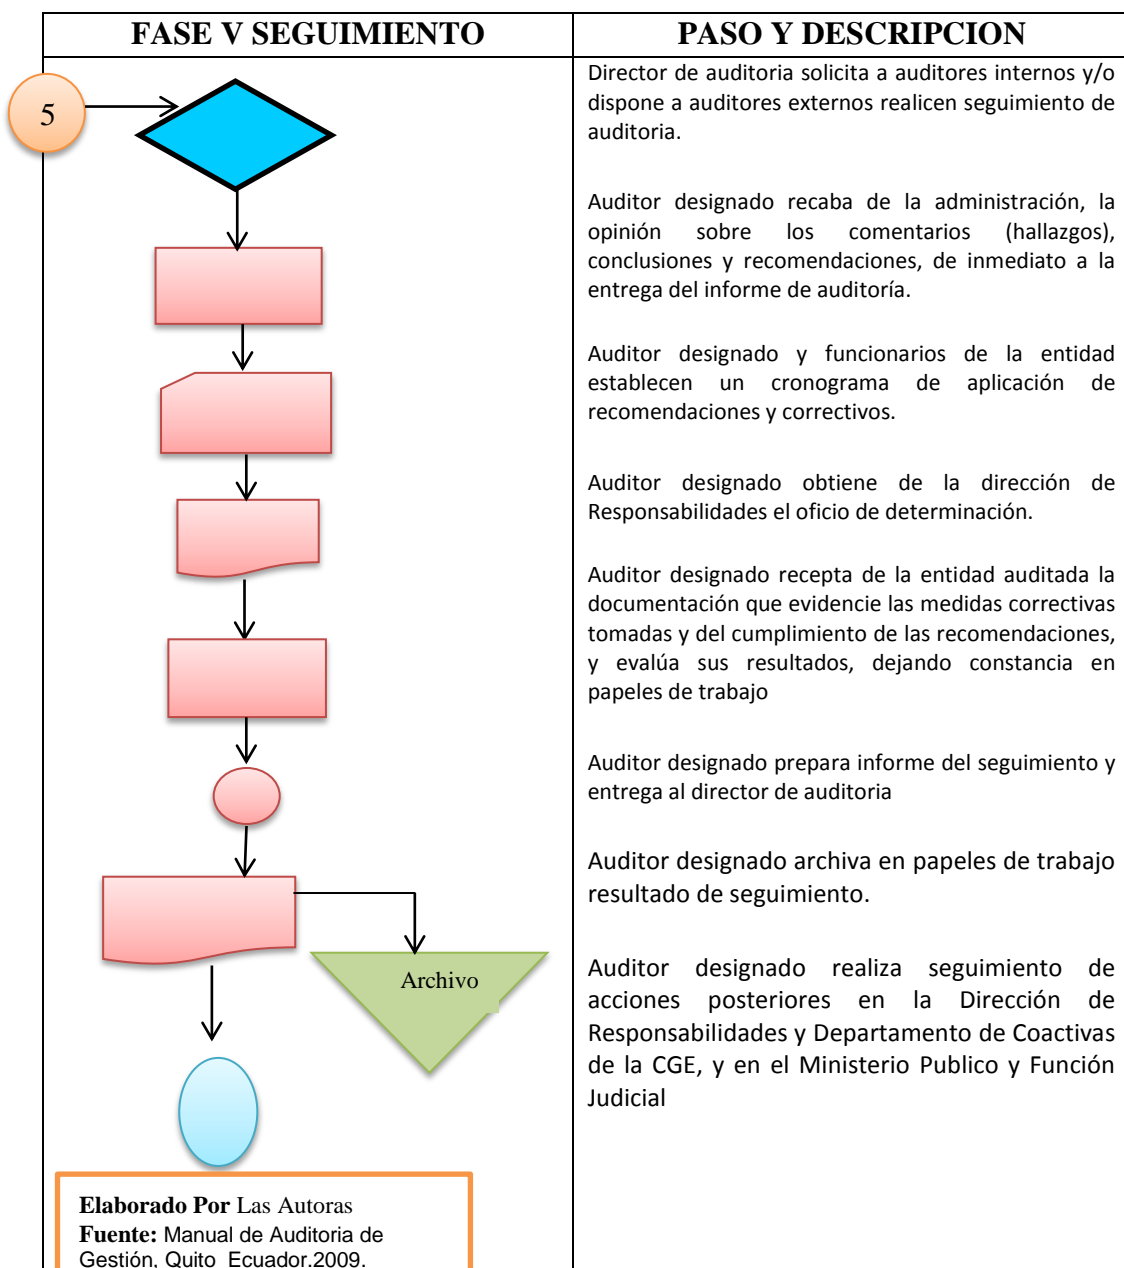 FASE V SEGUIMIENTO
PASO Y DESCRIPCION
5
Director de auditoria solicita a auditores internos y/o
dispone a auditores externos realicen seguimiento de
auditoria.
Auditor designado recaba de la administración, la
opinión sobre los comentarios (hallazgos),
conclusiones y recomendaciones, de inmediato a la
entrega del informe de auditoría.
Auditor designado y funcionarios de la entidad
establecen un cronograma de aplicación de
recomendaciones y correctivos.
Auditor designado obtiene de la dirección de
Responsabilidades el oficio de determinación.
Auditor designado recepta de la entidad auditada la
documentación que evidencie las medidas correctivas
tomadas y del cumplimiento de las recomendaciones,
y evalúa sus resultados, dejando constancia en
papeles de trabajo
Auditor designado prepara informe del seguimiento y
entrega al director de auditoria
Auditor designado archiva en papeles de trabajo
resultado de seguimiento.
Archivo
Auditor designado realiza seguimiento de
acciones posteriores en la Dirección de
Responsabilidades y Departamento de Coactivas
de la CGE, y en el Ministerio Publico y Función
Judicial
Elaborado Por Las Autoras
Fuente: Manual de Auditoria de
Gestión, Quito Ecuador.2009.